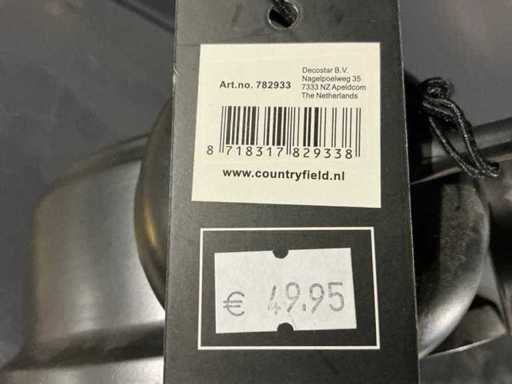 Art.no. 782933
Decostar B.V.
Nagelpoelweg 35
7333 NZ Apeldoorn
The Netherlands
8 718317 829338
www.countryfield.nl
€ 49.95